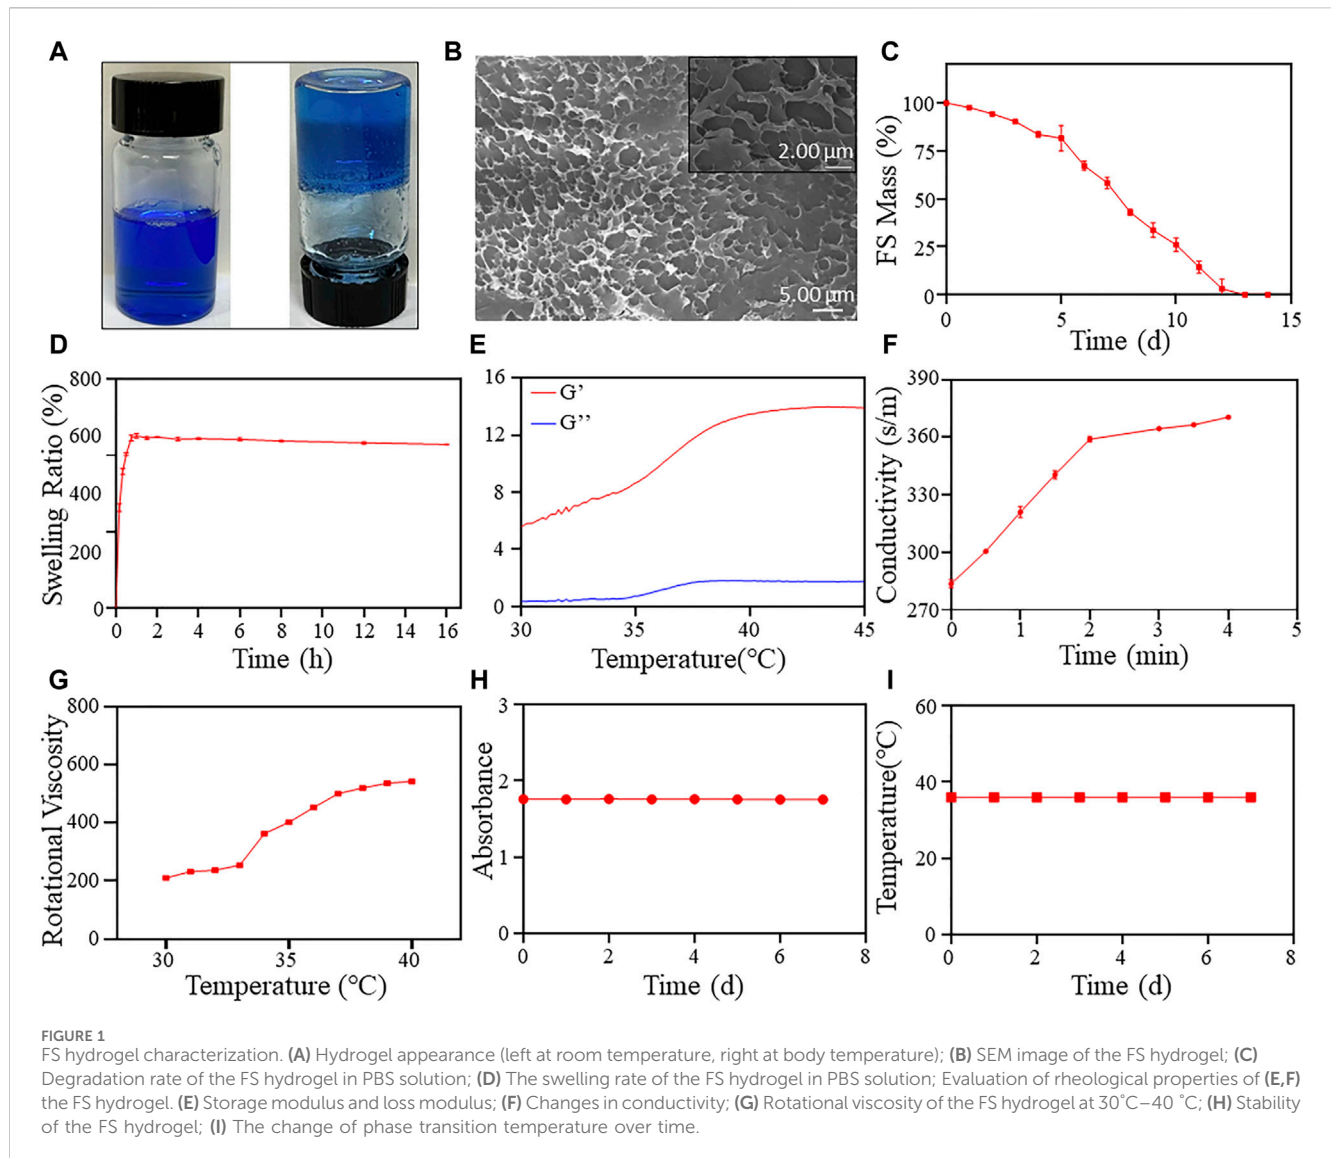 A
B
2.00 µm
5.00 µm
C
FS Mass (%)
100
75
50
25
0
0 5 10 15
Time (d)
D
Swelling Ratio (%)
800
600
400
200
0
0 2 4 6 8 10 12 14 16
Time (h)
E
16
12
8
4
0
G’
G’’
30 35 40 45
Temperature(°C)
F
Conductivity (s/m)
390
360
330
300
270
0 1 2 3 4 5
Time (min)
G
Rotational Viscosity
800
600
400
200
0
30 35 40
Temperature (°C)
H
Absorbance
3
2
1
0
0 2 4 6 8
Time (d)
I
Temperature(°C)
60
40
20
0
0 2 4 6 8
Time (d)
FIGURE 1
FS hydrogel characterization. (A) Hydrogel appearance (left at room temperature, right at body temperature); (B) SEM image of the FS hydrogel; (C)
Degradation rate of the FS hydrogel in PBS solution; (D) The swelling rate of the FS hydrogel in PBS solution; Evaluation of rheological properties of (E,F)
the FS hydrogel. (E) Storage modulus and loss modulus; (F) Changes in conductivity; (G) Rotational viscosity of the FS hydrogel at 30°C–40 °C; (H) Stability
of the FS hydrogel; (I) The change of phase transition temperature over time.